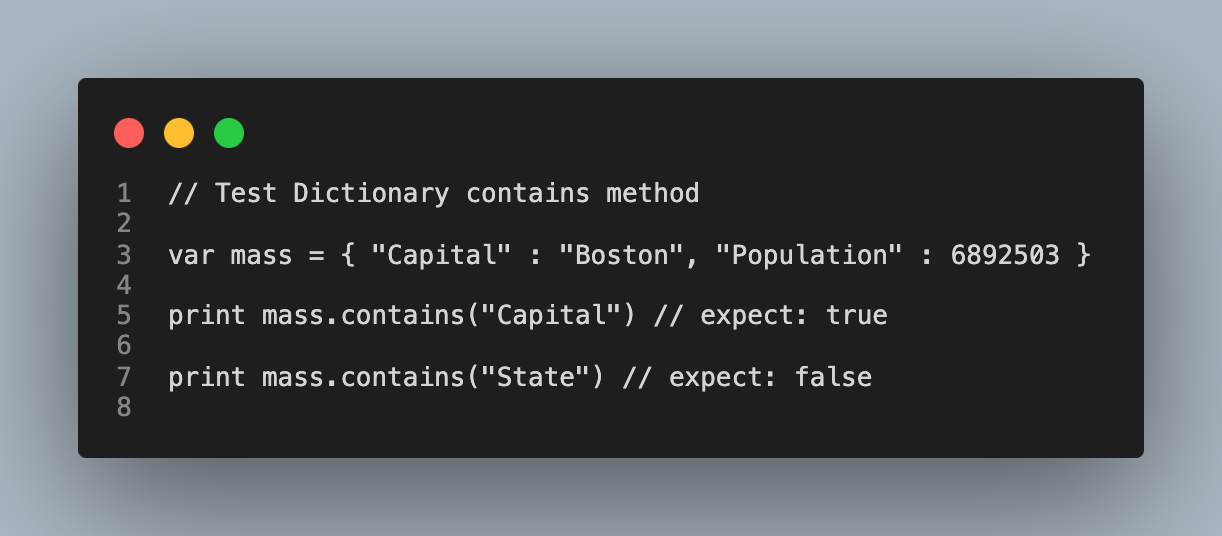 1 // Test Dictionary contains method
2
3 var mass = { "Capital" : "Boston", "Population" : 6892503 }
4
5 print mass.contains("Capital") // expect: true
6
7 print mass.contains("State") // expect: false
8